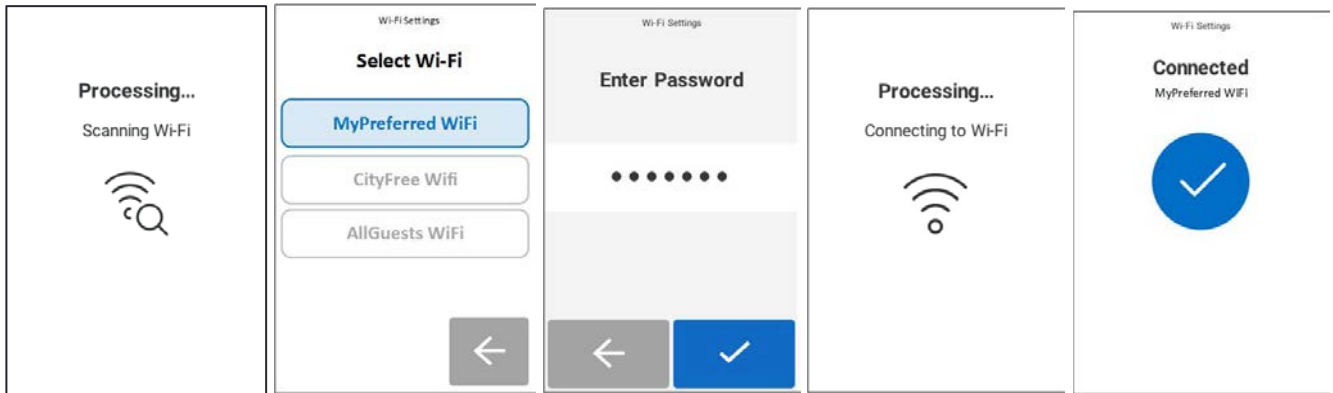 Processing...
Scanning Wi-Fi
Wi-Fi Settings
Select Wi-Fi
MyPreferred WiFi
CityFree Wifi
AllGuests WiFi
Wi-Fi Settings
Enter Password
Processing...
Connecting to Wi-Fi
Wi-Fi Settings
Connected
MyPreferred WiFi